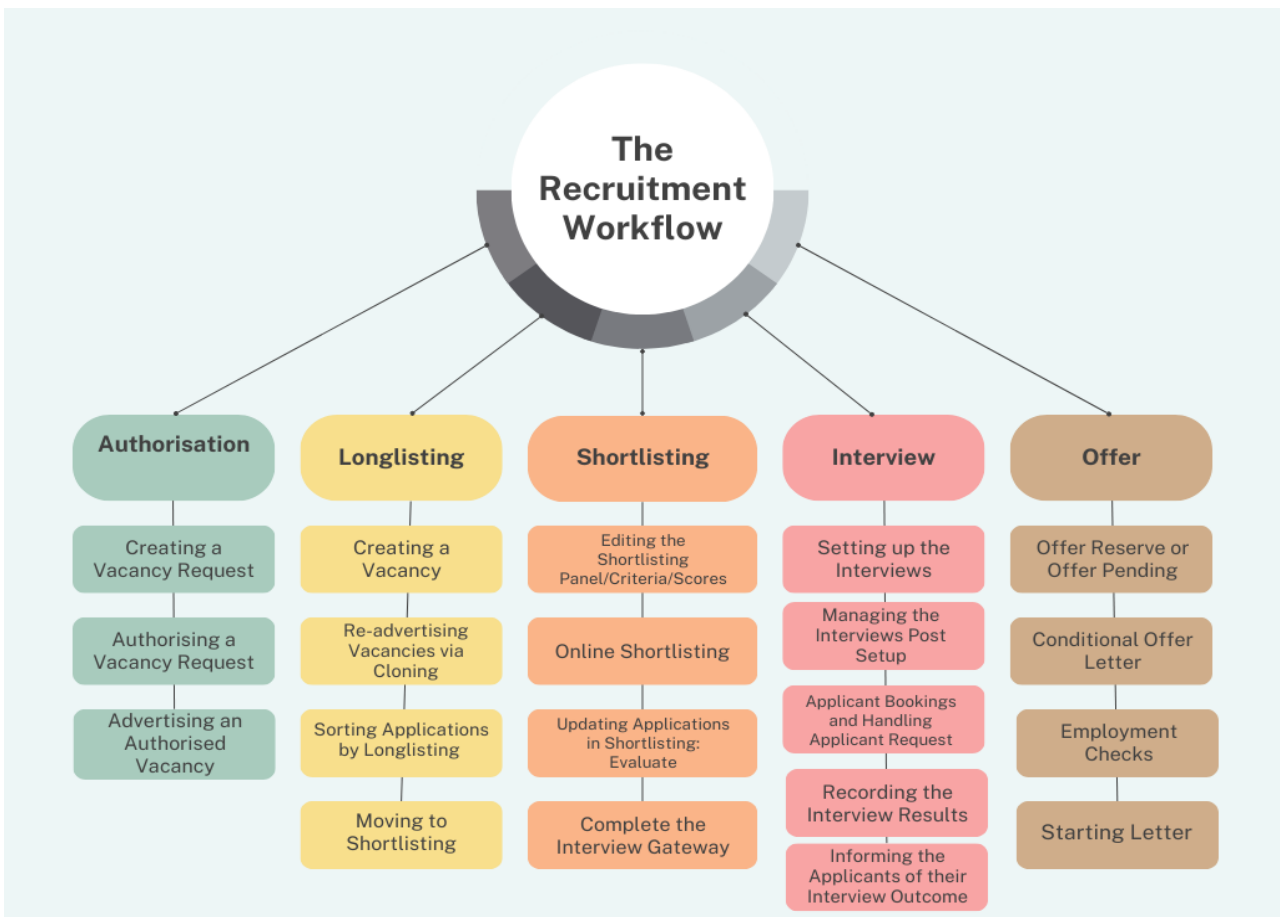 The
Recruitment
Workflow
Authorisation
Creating a
Vacancy Request
Authorising a
Vacancy Request
Advertising an
Authorised
Vacancy
Longlisting
Creating a
Vacancy
Re-advertising
Vacancies via
Cloning
Sorting Applications
by Longlisting
Moving to
Shortlisting
Shortlisting
Editing the
Shortlisting
Panel/Criteria/Scores
Online Shortlisting
Updating Applications
in Shortlisting:
Evaluate
Complete the
Interview Gateway
Interview
Setting up the
Interviews
Managing the
Interviews Post
Setup
Applicant Bookings
and Handling
Applicant Request
Recording the
Interview Results
Informing the
Applicants of their
Interview Outcome
Offer
Offer Reserve or
Offer Pending
Conditional Offer
Letter
Employment
Checks
Starting Letter